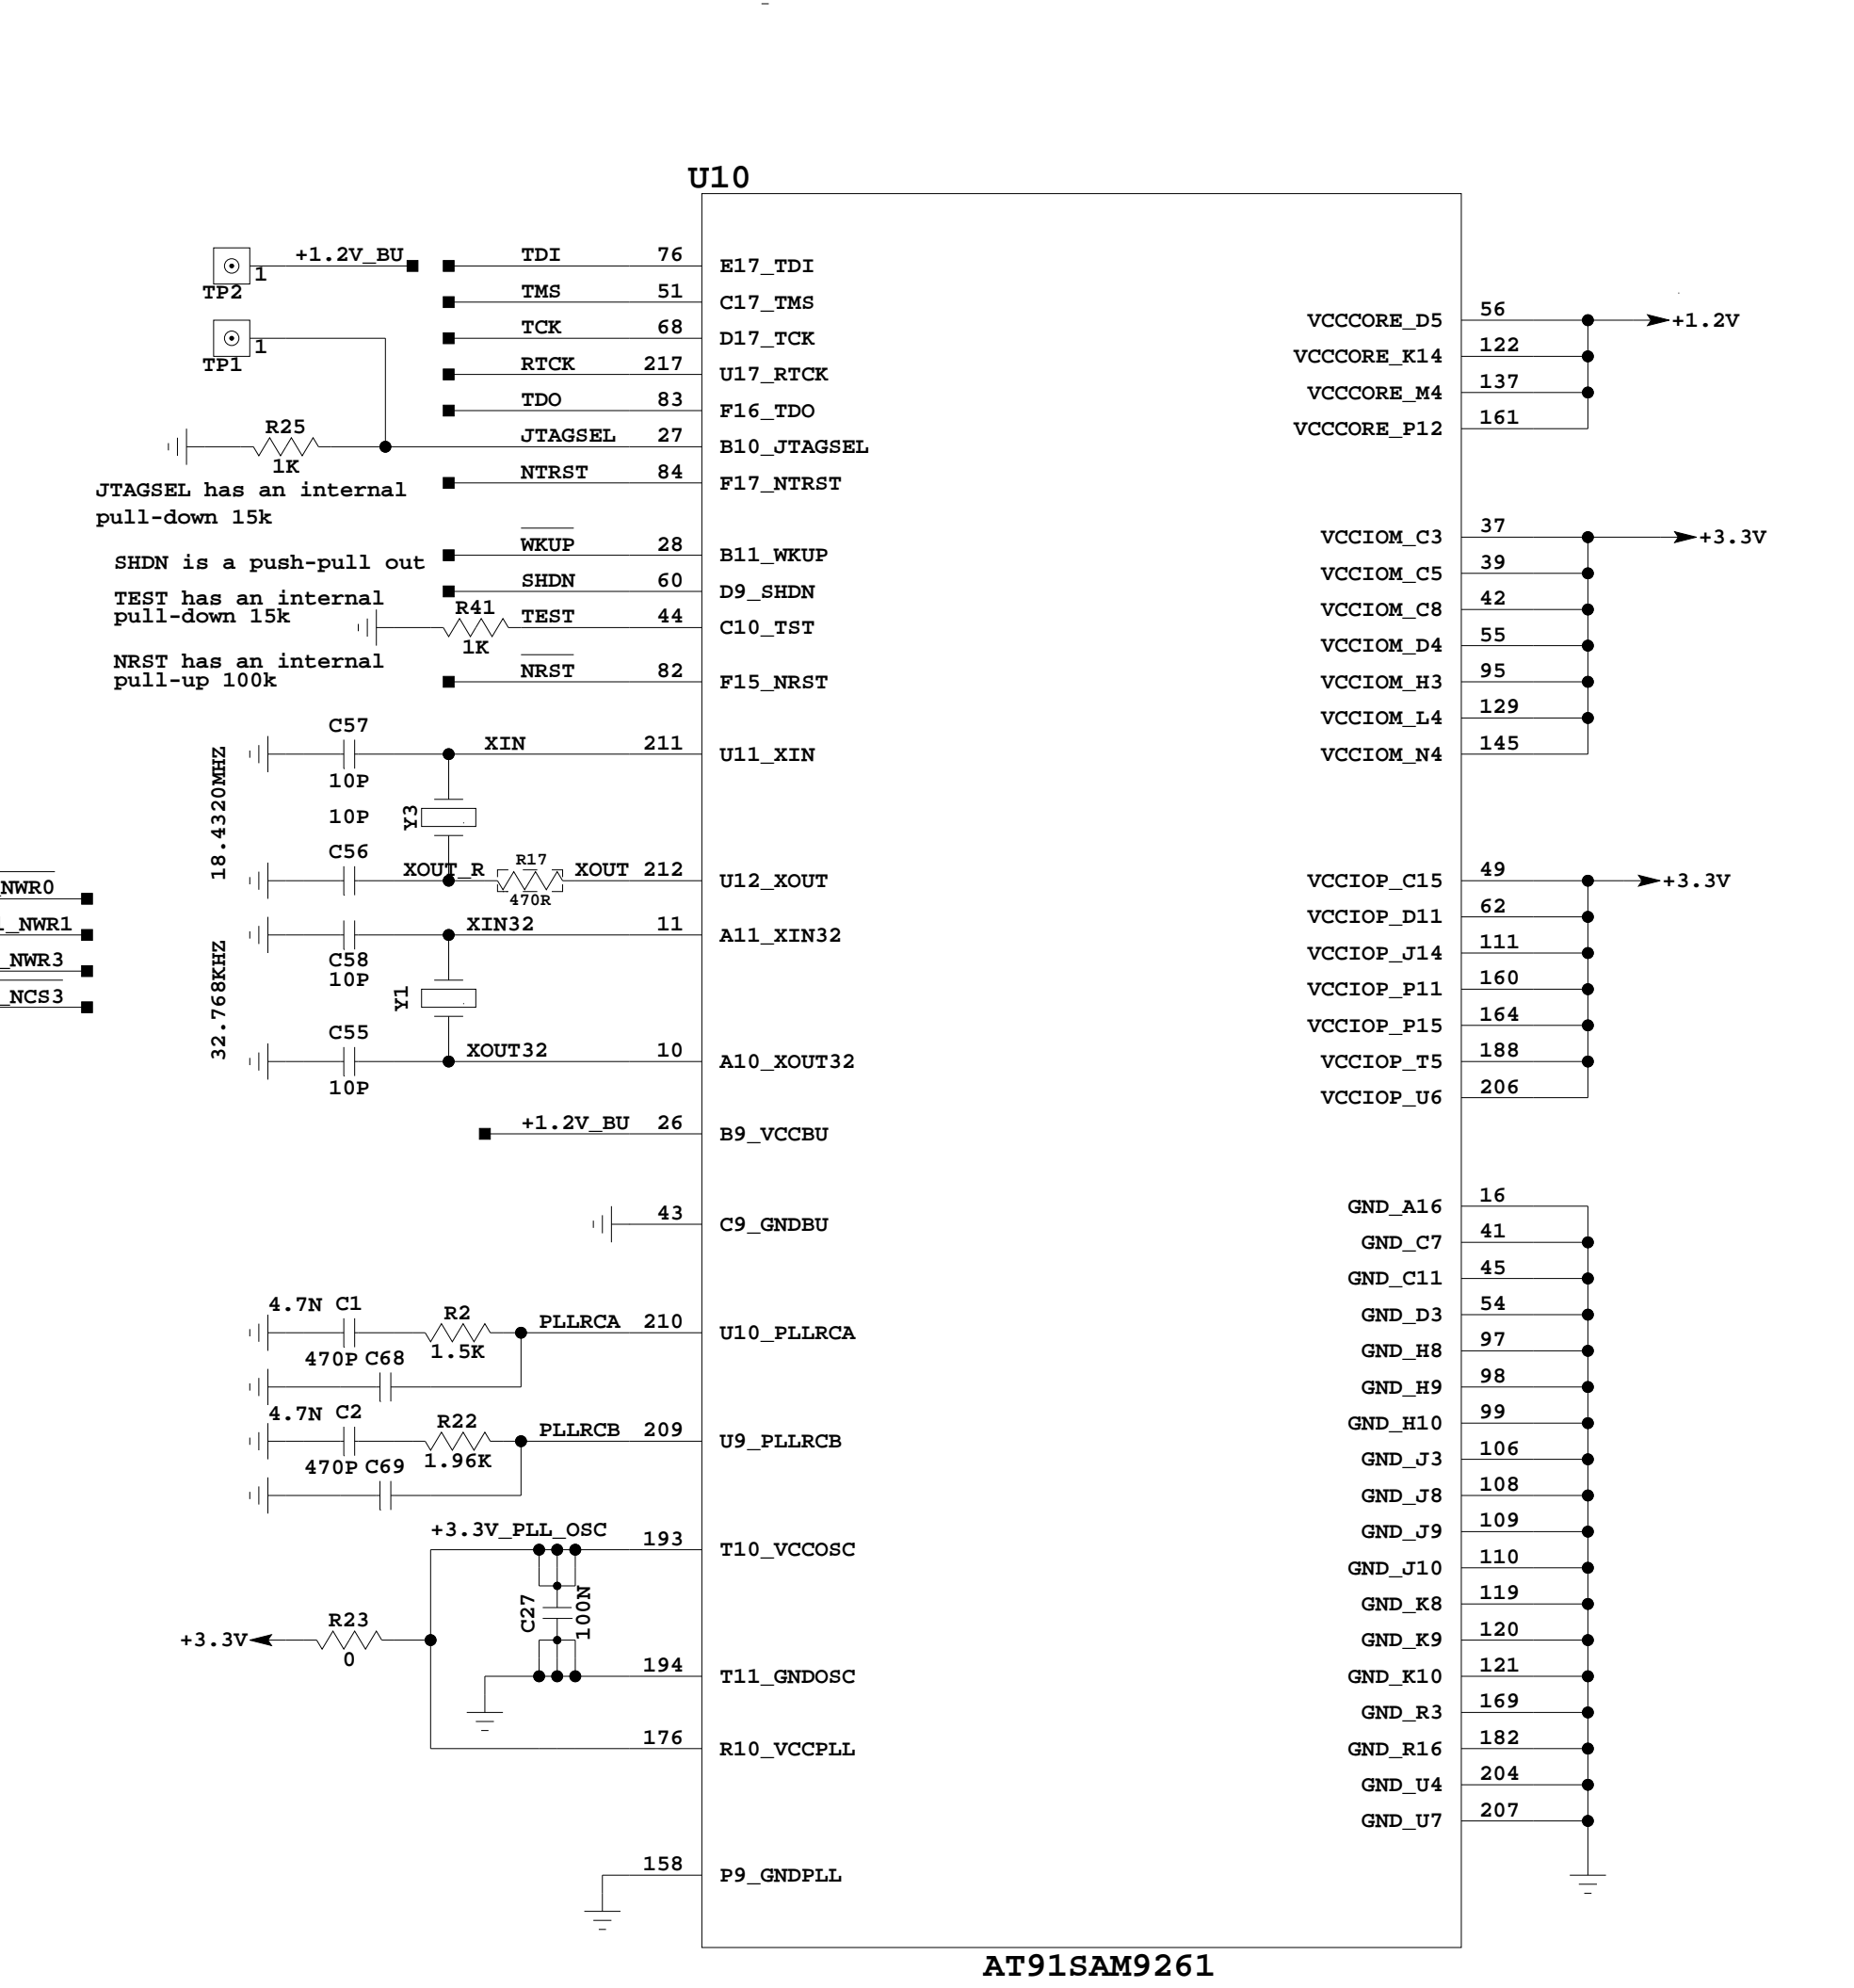 U10
+1.2V_BU
1
TP2
1
TP1
TDI 76 E17_TDI
TMS 51 C17_TMS
TCK 68 D17_TCK
RTCK 217 U17_RTCK
TDO 83 F16_TDO
R25
1K
JTAGSEL 27 B10_JTAGSEL
NTRST 84 F17_NTRST
JTAGSEL has an internal
pull-down 15k
WKUP 28 B11_WKUP
SHDN is a push-pull out
SHDN 60 D9_SHDN
TEST has an internal
pull-down 15k
R41
1K
TEST 44 C10_TST
NRST has an internal
pull-up 100k
NRST 82 F15_NRST
C57
10P
XIN 211 U11_XIN
18.4320MHZ
10P
Y3
C56
XOUT_R
R17
470R
XOUT 212 U12_XOUT
_NWR0
_NWR1
_NWR3
_NCS3
XIN32 11 A11_XIN32
C58
10P
32.768KHZ
Y1
C55
10P
XOUT32 10 A10_XOUT32
+1.2V_BU 26 B9_VCCBU
43 C9_GNDBU
4.7N C1
R2
1.5K
PLLRCA 210 U10_PLLRCA
470P C68
4.7N C2
R22
1.96K
PLLRCB 209 U9_PLLRCB
470P C69
+3.3V_PLL_OSC 193 T10_VCCOSC
C27
100N
+3.3V
R23
0
194 T11_GNDOSC
176 R10_VCCPLL
158 P9_GNDPLL
VCCCORE_D5 56 +1.2V
VCCCORE_K14 122
VCCCORE_M4 137
VCCCORE_P12 161
VCCIOM_C3 37 +3.3V
VCCIOM_C5 39
VCCIOM_C8 42
VCCIOM_D4 55
VCCIOM_H3 95
VCCIOM_L4 129
VCCIOM_N4 145
VCCIOP_C15 49 +3.3V
VCCIOP_D11 62
VCCIOP_J14 111
VCCIOP_P11 160
VCCIOP_P15 164
VCCIOP_T5 188
VCCIOP_U6 206
GND_A16 16
GND_C7 41
GND_C11 45
GND_D3 54
GND_H8 97
GND_H9 98
GND_H10 99
GND_J3 106
GND_J8 108
GND_J9 109
GND_J10 110
GND_K8 119
GND_K9 120
GND_K10 121
GND_R3 169
GND_R16 182
GND_U4 204
GND_U7 207
AT91SAM9261